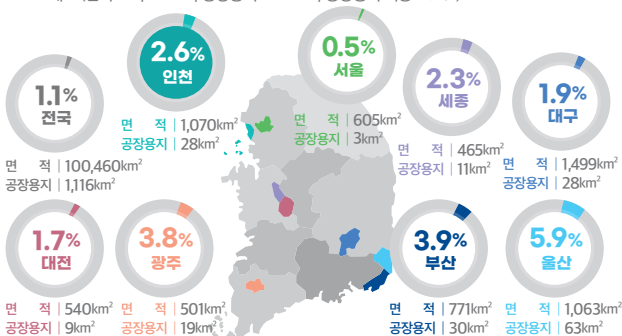 1.1%
전국
면 적 | 100,460km²
공장용지 | 1,116km²
2.6%
인천
면 적 | 1,070km²
공장용지 | 28km²
0.5%
서울
면 적 | 605km²
공장용지 | 3km²
2.3%
세종
면 적 | 465km²
공장용지 | 11km²
1.9%
대구
면 적 | 1,499km²
공장용지 | 28km²
1.7%
대전
면 적 | 540km²
공장용지 | 9km²
3.8%
광주
면 적 | 501km²
공장용지 | 19km²
3.9%
부산
면 적 | 771km²
공장용지 | 30km²
5.9%
울산
면 적 | 1,063km²
공장용지 | 63km²